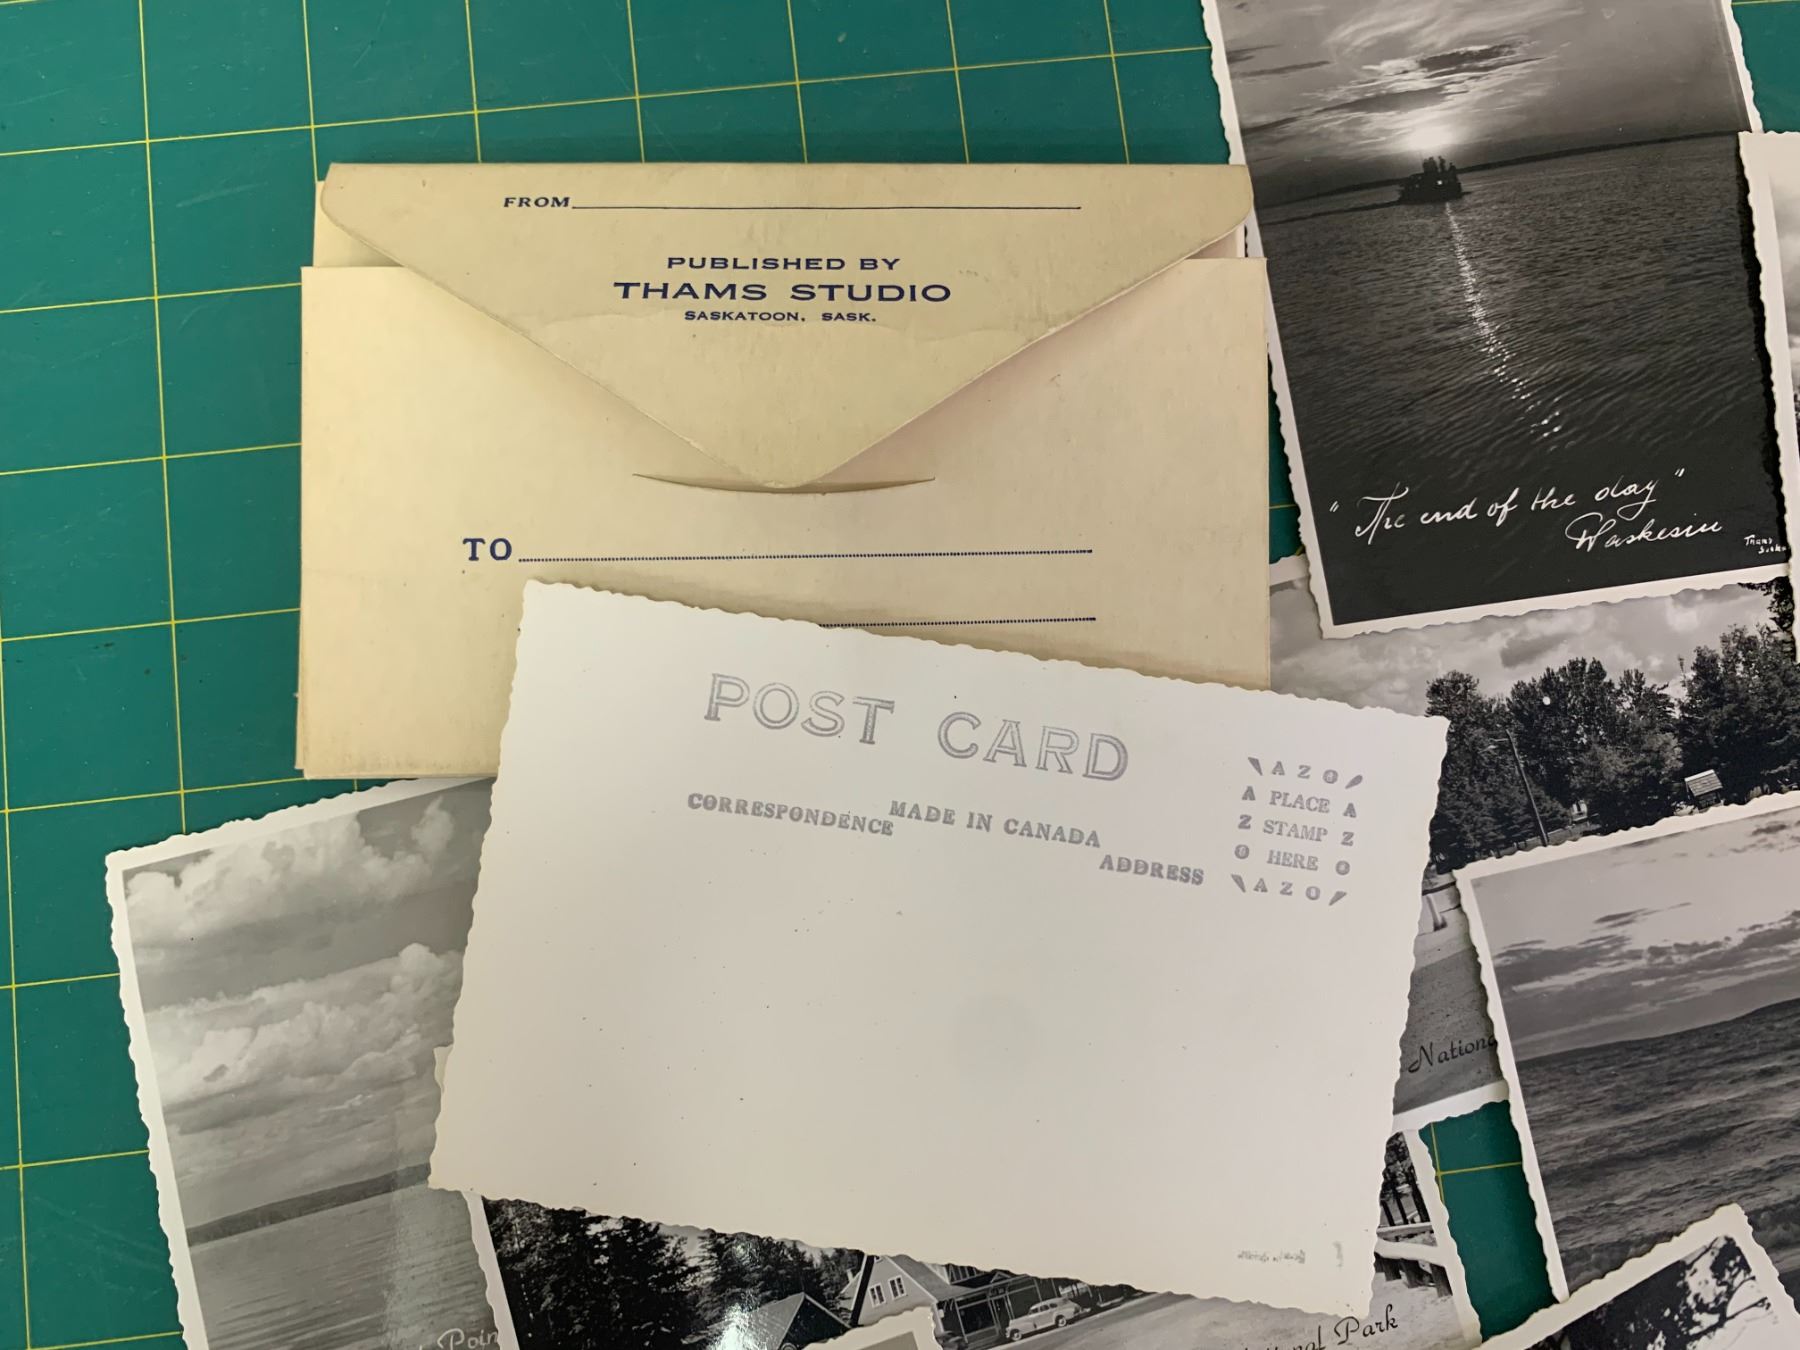 FROM
PUBLISHED BY
THAMS STUDIO
SASKATOON, SASK.
TO
"The end of the day"
Waskesiu
Thams
POST CARD
CORRESPONDENCE
MADE IN CANADA
ADDRESS
AZO
A PLACE A
Z STAMP Z
O HERE O
AZO
National
Park